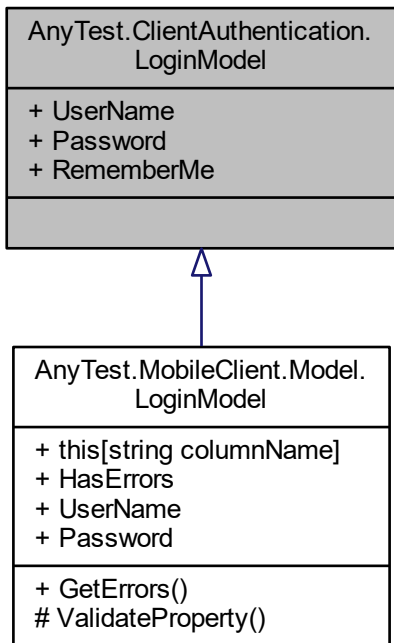 AnyTest.ClientAuthentication.
LoginModel
+ UserName
+ Password
+ RememberMe
AnyTest.MobileClient.Model.
LoginModel
+ this[string columnName]
+ HasErrors
+ UserName
+ Password
+ GetErrors()
# ValidateProperty()